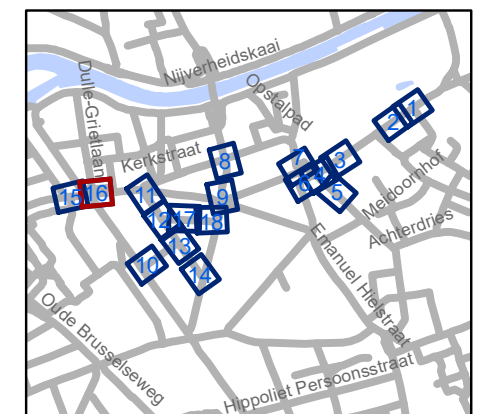 Nijverheidskaai
Dulle-Grietlaan
Opstalpad
Kerkstraat
Meldoornhof
Achterdries
Emanuel Hielstraat
Oude Brusselseweg
Hippoliet Persoonsstraat
1
2
3
4
5
6
7
8
9
10
11
12
13
14
15
16
17
18